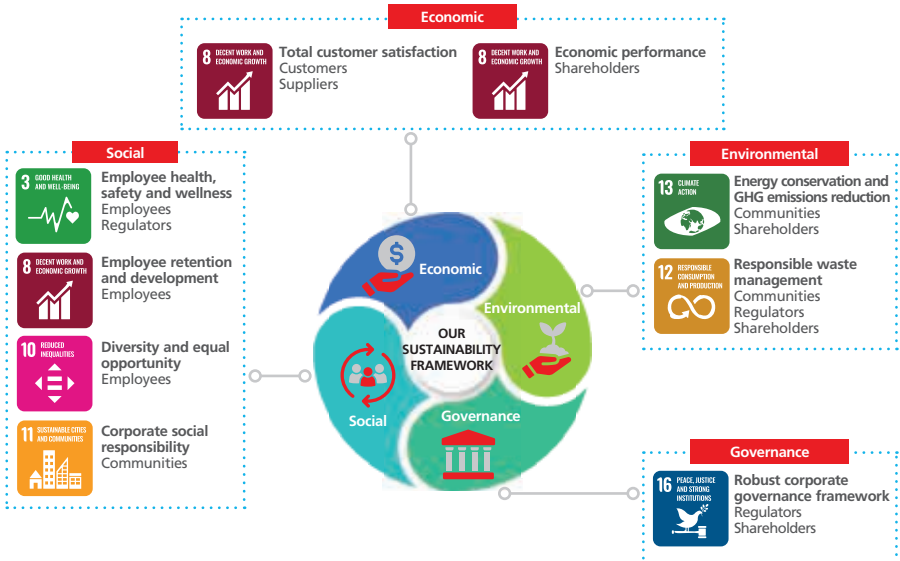 Economic
8 DECENT WORK AND
ECONOMIC GROWTH
Total customer satisfaction
Customers
Suppliers
8 DECENT WORK AND
ECONOMIC GROWTH
Economic performance
Shareholders
Social
3 GOOD HEALTH
AND WELL-BEING
Employee health,
safety and wellness
Employees
Regulators
8 DECENT WORK AND
ECONOMIC GROWTH
Employee retention
and development
Employees
10 REDUCED
INEQUALITIES
Diversity and equal
opportunity
Employees
11 SUSTAINABLE CITIES
AND COMMUNITIES
Corporate social
responsibility
Communities
$
Economic
Environmental
OUR
SUSTAINABILITY
FRAMEWORK
Social
Governance
Environmental
13 CLIMATE
ACTION
Energy conservation and
GHG emissions reduction
Communities
Shareholders
12 RESPONSIBLE
CONSUMPTION
AND PRODUCTION
Responsible waste
management
Communities
Regulators
Shareholders
Governance
16 PEACE, JUSTICE
AND STRONG
INSTITUTIONS
Robust corporate
governance framework
Regulators
Shareholders